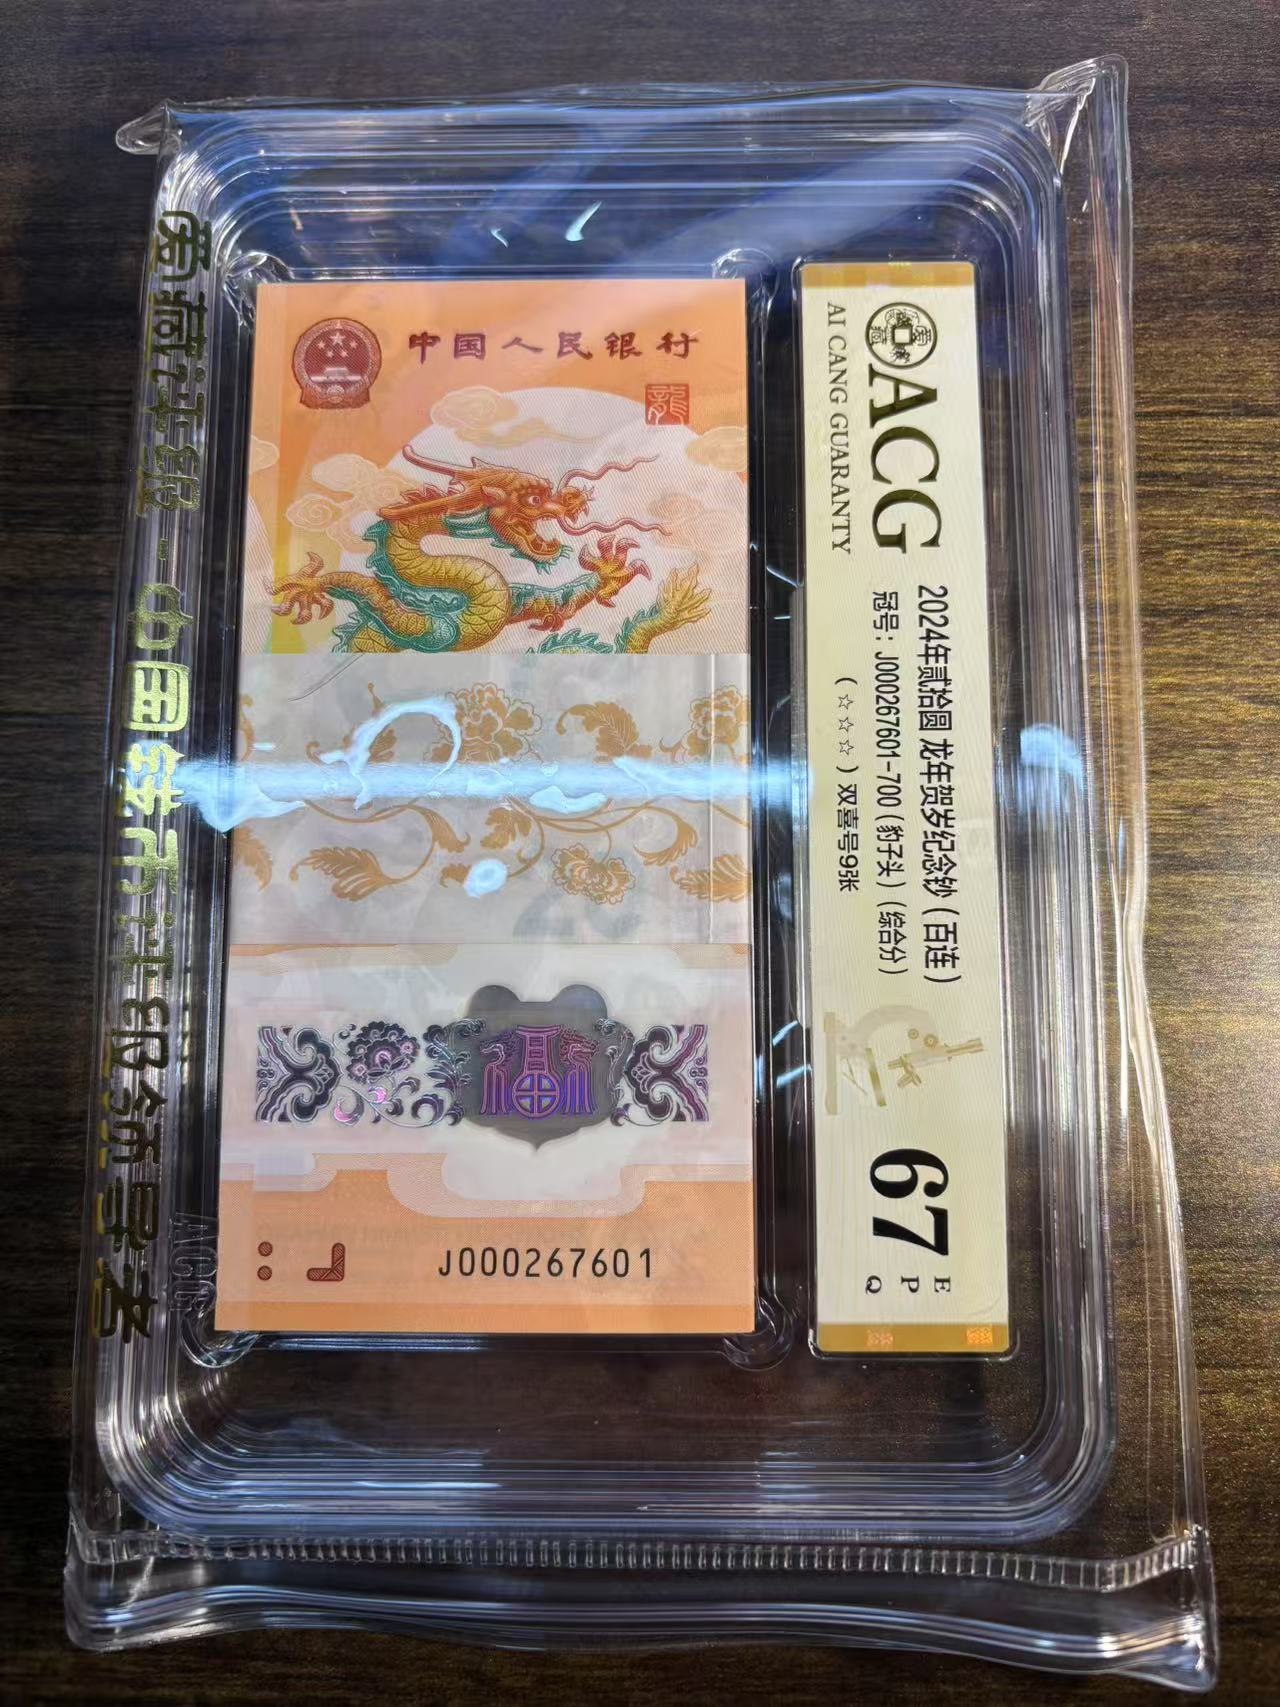 爱藏评级-中国钱币评级领导者
中国人民银行
龍
J000267601
ACG
AI CANG GUARANTY
2024年贰拾圆 龙年贺岁纪念钞（百连）
冠号：J000267601-700（豹子头）（综合分）
（☆☆☆）双喜号9张
67
E
P
Q
ACG